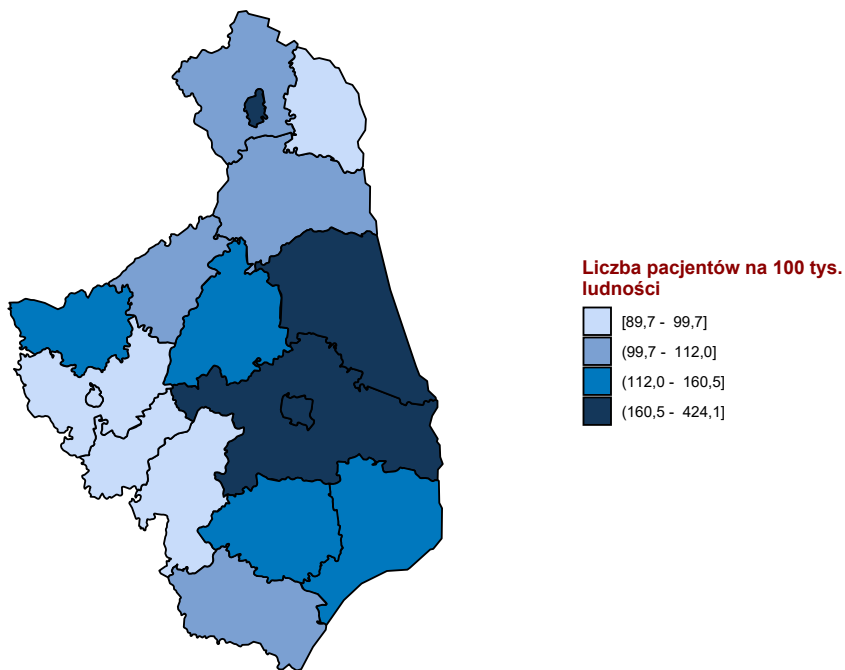 Liczba pacjentów na 100 tys.
ludności
[89,7 - 99,7]
(99,7 - 112,0]
(112,0 - 160,5]
(160,5 - 424,1]